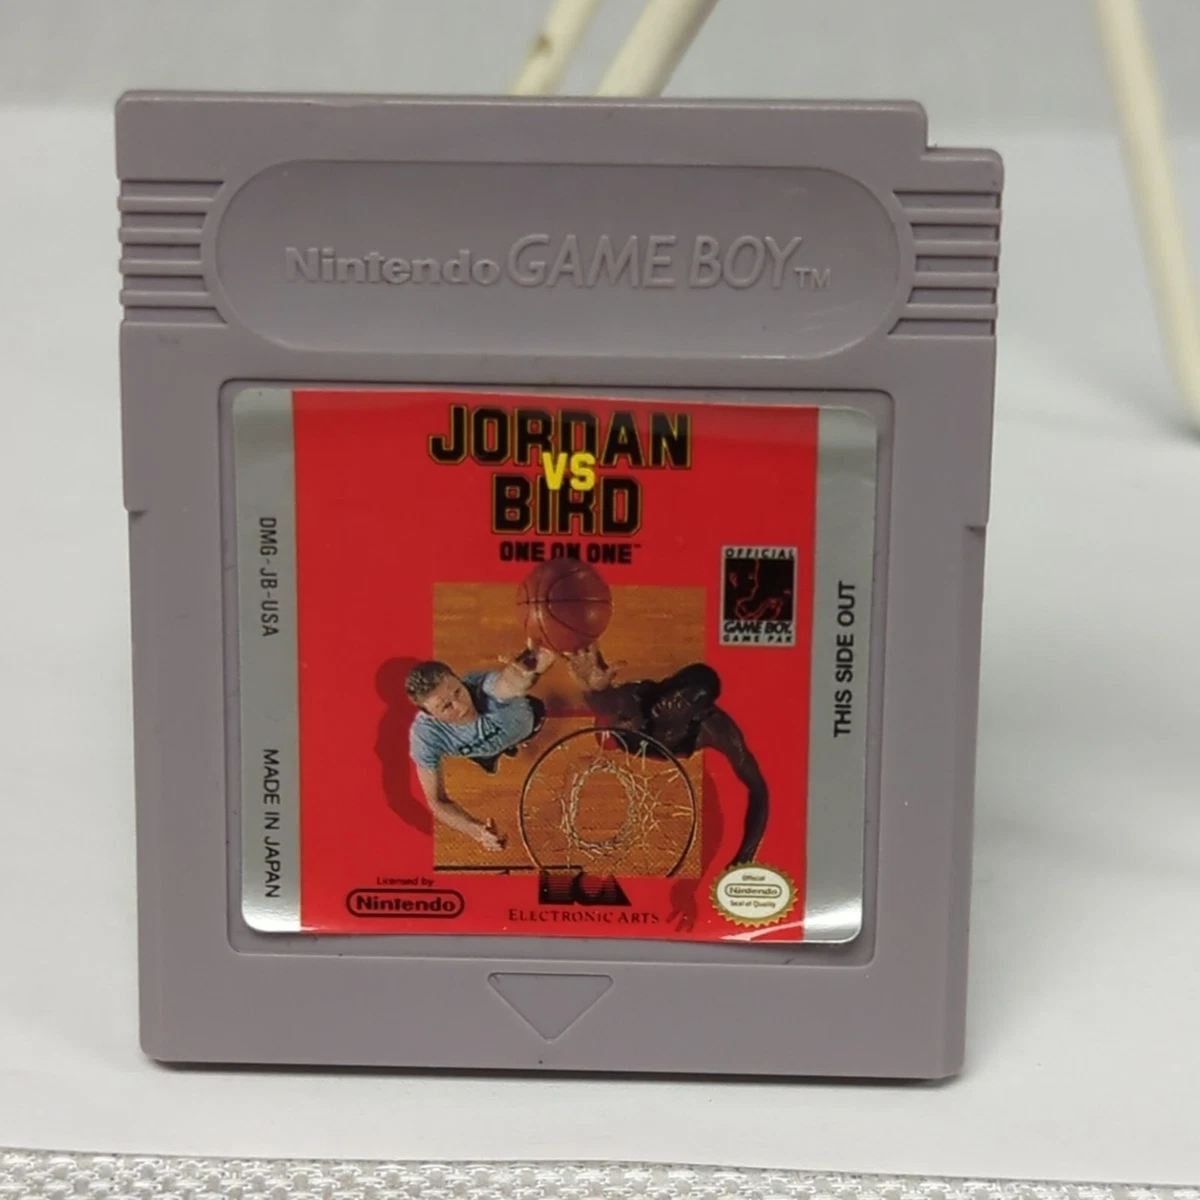 Nintendo GAME BOY TM
JORDAN
VS
BIRD
ONE ON ONE™
OFFICIAL
GAME BOY
GAME PAK
DMG-JB-USA
MADE IN JAPAN
THIS SIDE OUT
Licensed by
Nintendo
EA
ELECTRONIC ARTS
Official
Nintendo
Seal of Quality